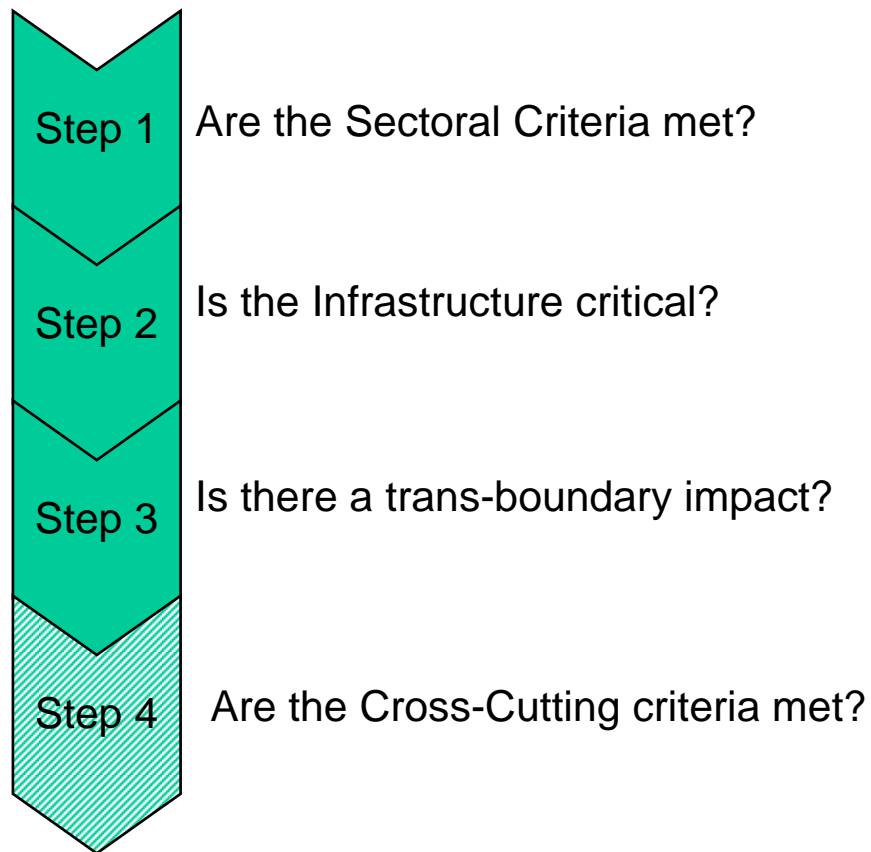 Step 1
Are the Sectoral Criteria met?
Step 2
Is the Infrastructure critical?
Step 3
Is there a trans-boundary impact?
Step 4
Are the Cross-Cutting criteria met?